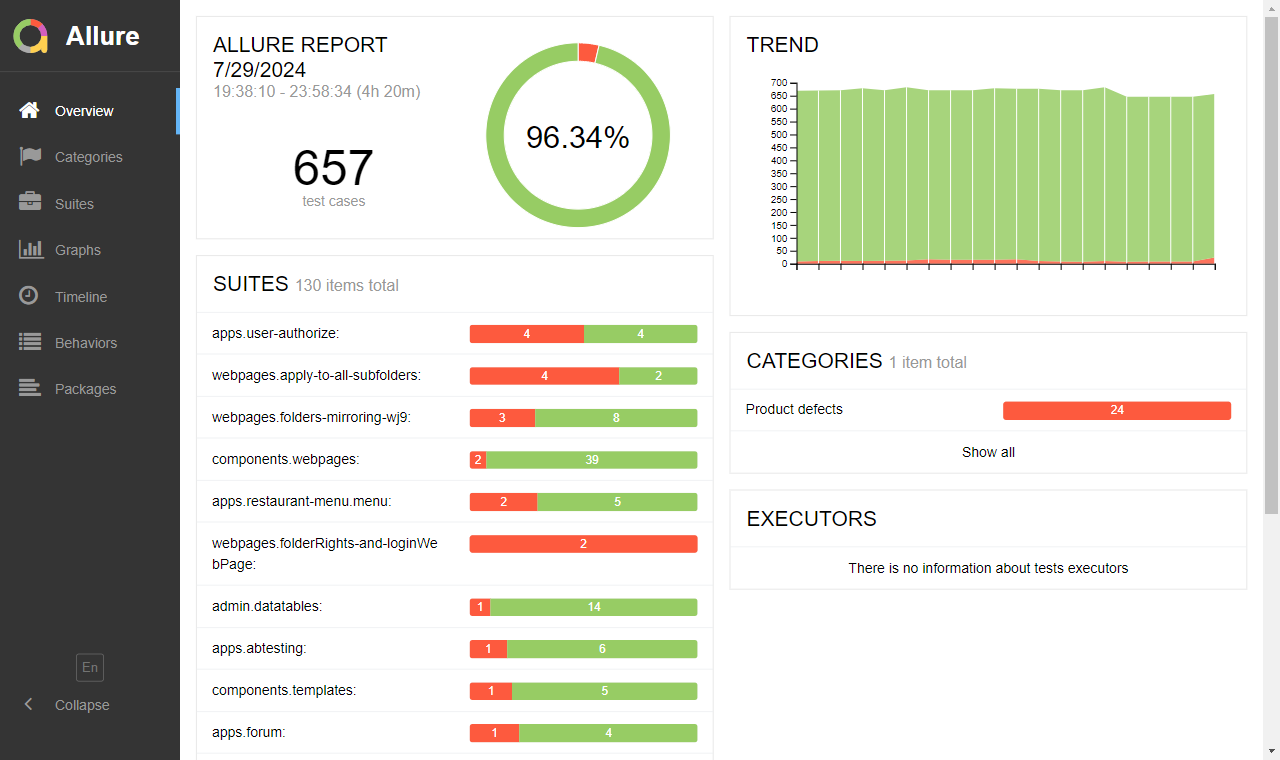 Allure
Overview
Categories
Suites
Graphs
Timeline
Behaviors
Packages
En
Collapse
ALLURE REPORT
7/29/2024
19:38:10 - 23:58:34 (4h 20m)
657
test cases
96.34%
SUITES 130 items total
apps.user-authorize: 4 4
webpages.apply-to-all-subfolders: 4 2
webpages.folders-mirroring-wj9: 3 8
components.webpages: 2 39
apps.restaurant-menu.menu: 2 5
webpages.folderRights-and-loginWe 2
bPage:
admin.datatables: 1 14
apps.abtesting: 1 6
components.templates: 1 5
apps.forum: 1 4
TREND
700
650
600
550
500
450
400
350
300
250
200
150
100
50
0
CATEGORIES 1 item total
Product defects 24
Show all
EXECUTORS
There is no information about tests executors